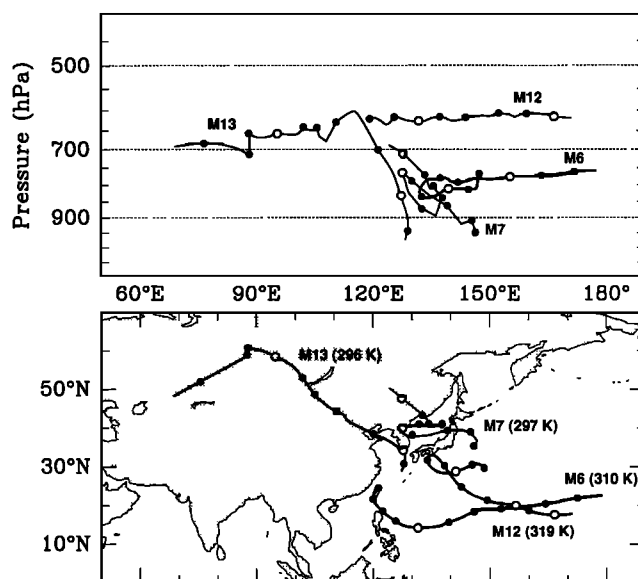 Pressure (hPa)
500
700
900
M13
M12
M6
M7
60°E
90°E
120°E
150°E
180°
50°N
30°N
10°N
M13 (296 K)
M7 (297 K)
M6 (310 K)
M12 (319 K)